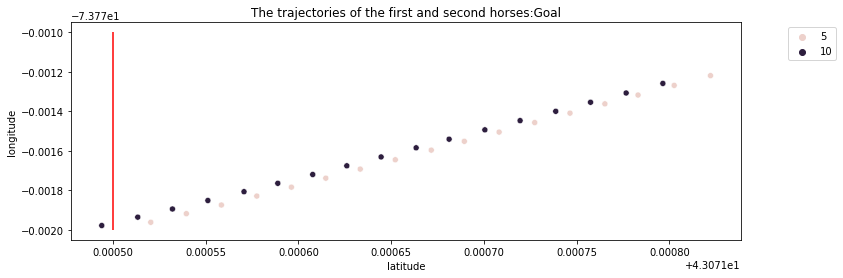 The trajectories of the first and second horses:Goal
−7.377e1
−0.0010
−0.0012
−0.0014
−0.0016
−0.0018
−0.0020
longitude
0.00050 0.00055 0.00060 0.00065 0.00070 0.00075 0.00080
latitude
+4.3071e1
5
10